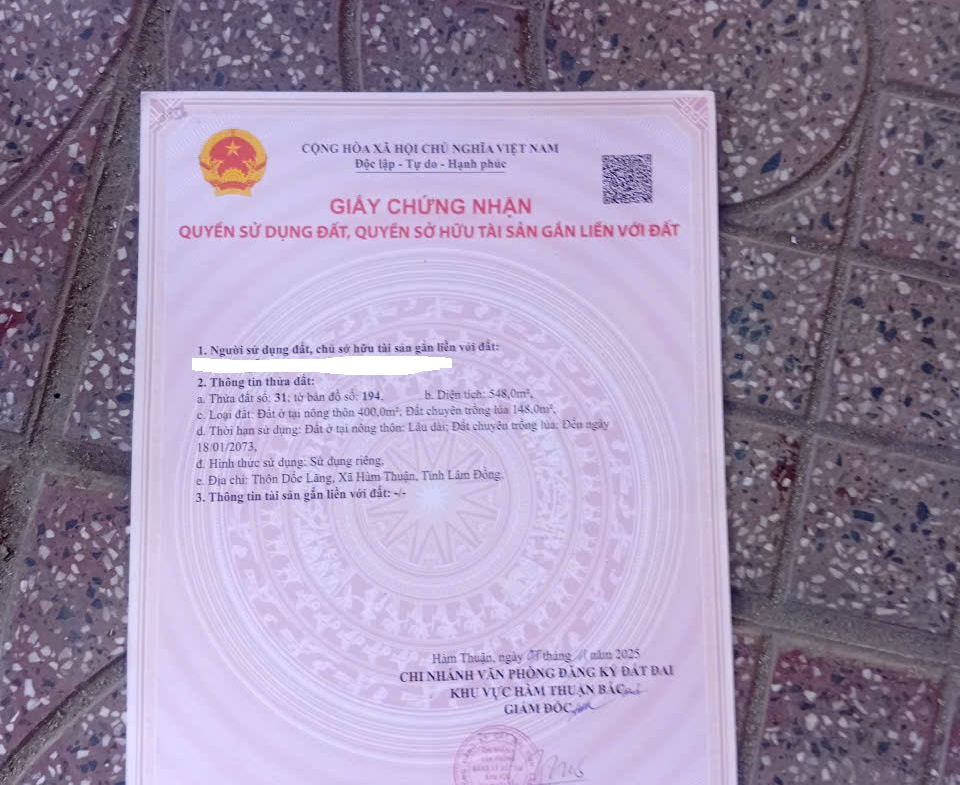 CỘNG HÒA XÃ HỘI CHỦ NGHĨA VIỆT NAM
Độc lập - Tự do - Hạnh phúc
GIẤY CHỨNG NHẬN
QUYỀN SỬ DỤNG ĐẤT, QUYỀN SỞ HỮU TÀI SẢN GẮN LIỀN VỚI ĐẤT
1. Người sử dụng đất, chủ sở hữu tài sản gắn liền với đất:
2. Thông tin thửa đất:
a. Thửa đất số: 31; tờ bản đồ số: 194, b. Diện tích: 548,0m²,
c. Loại đất: Đất ở tại nông thôn 400,0m²; Đất chuyên trồng lúa 148,0m²,
d. Thời hạn sử dụng: Đất ở tại nông thôn: Lâu dài; Đất chuyên trồng lúa: Đến ngày
18/01/2073,
đ. Hình thức sử dụng: Sử dụng riêng,
e. Địa chỉ: Thôn Dốc Lăng, Xã Hàm Thuận, Tỉnh Lâm Đồng.
3. Thông tin tài sản gắn liền với đất: -/-
Hàm Thuận, ngày tháng 11 năm 2025
CHI NHÁNH VĂN PHÒNG ĐĂNG KÝ ĐẤT ĐAI
KHU VỰC HÀM THUẬN BẮC
GIÁM ĐỐC